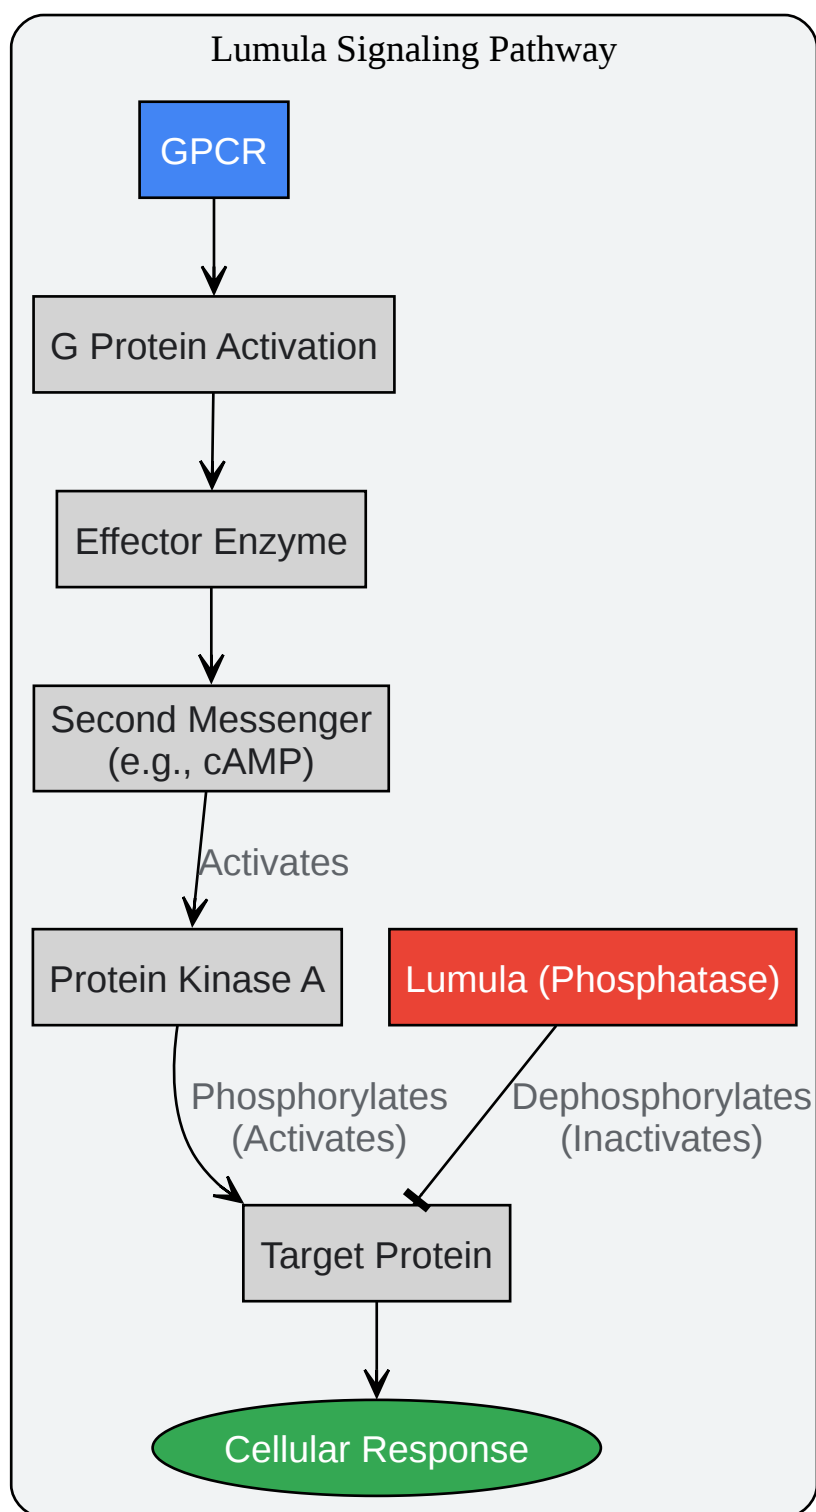 Lumula Signaling Pathway
GPCR
G Protein Activation
Effector Enzyme
Second Messenger
(e.g., cAMP)
Activates
Protein Kinase A
Lumula (Phosphatase)
Phosphorylates
(Activates)
Dephosphorylates
(Inactivates)
Target Protein
Cellular Response